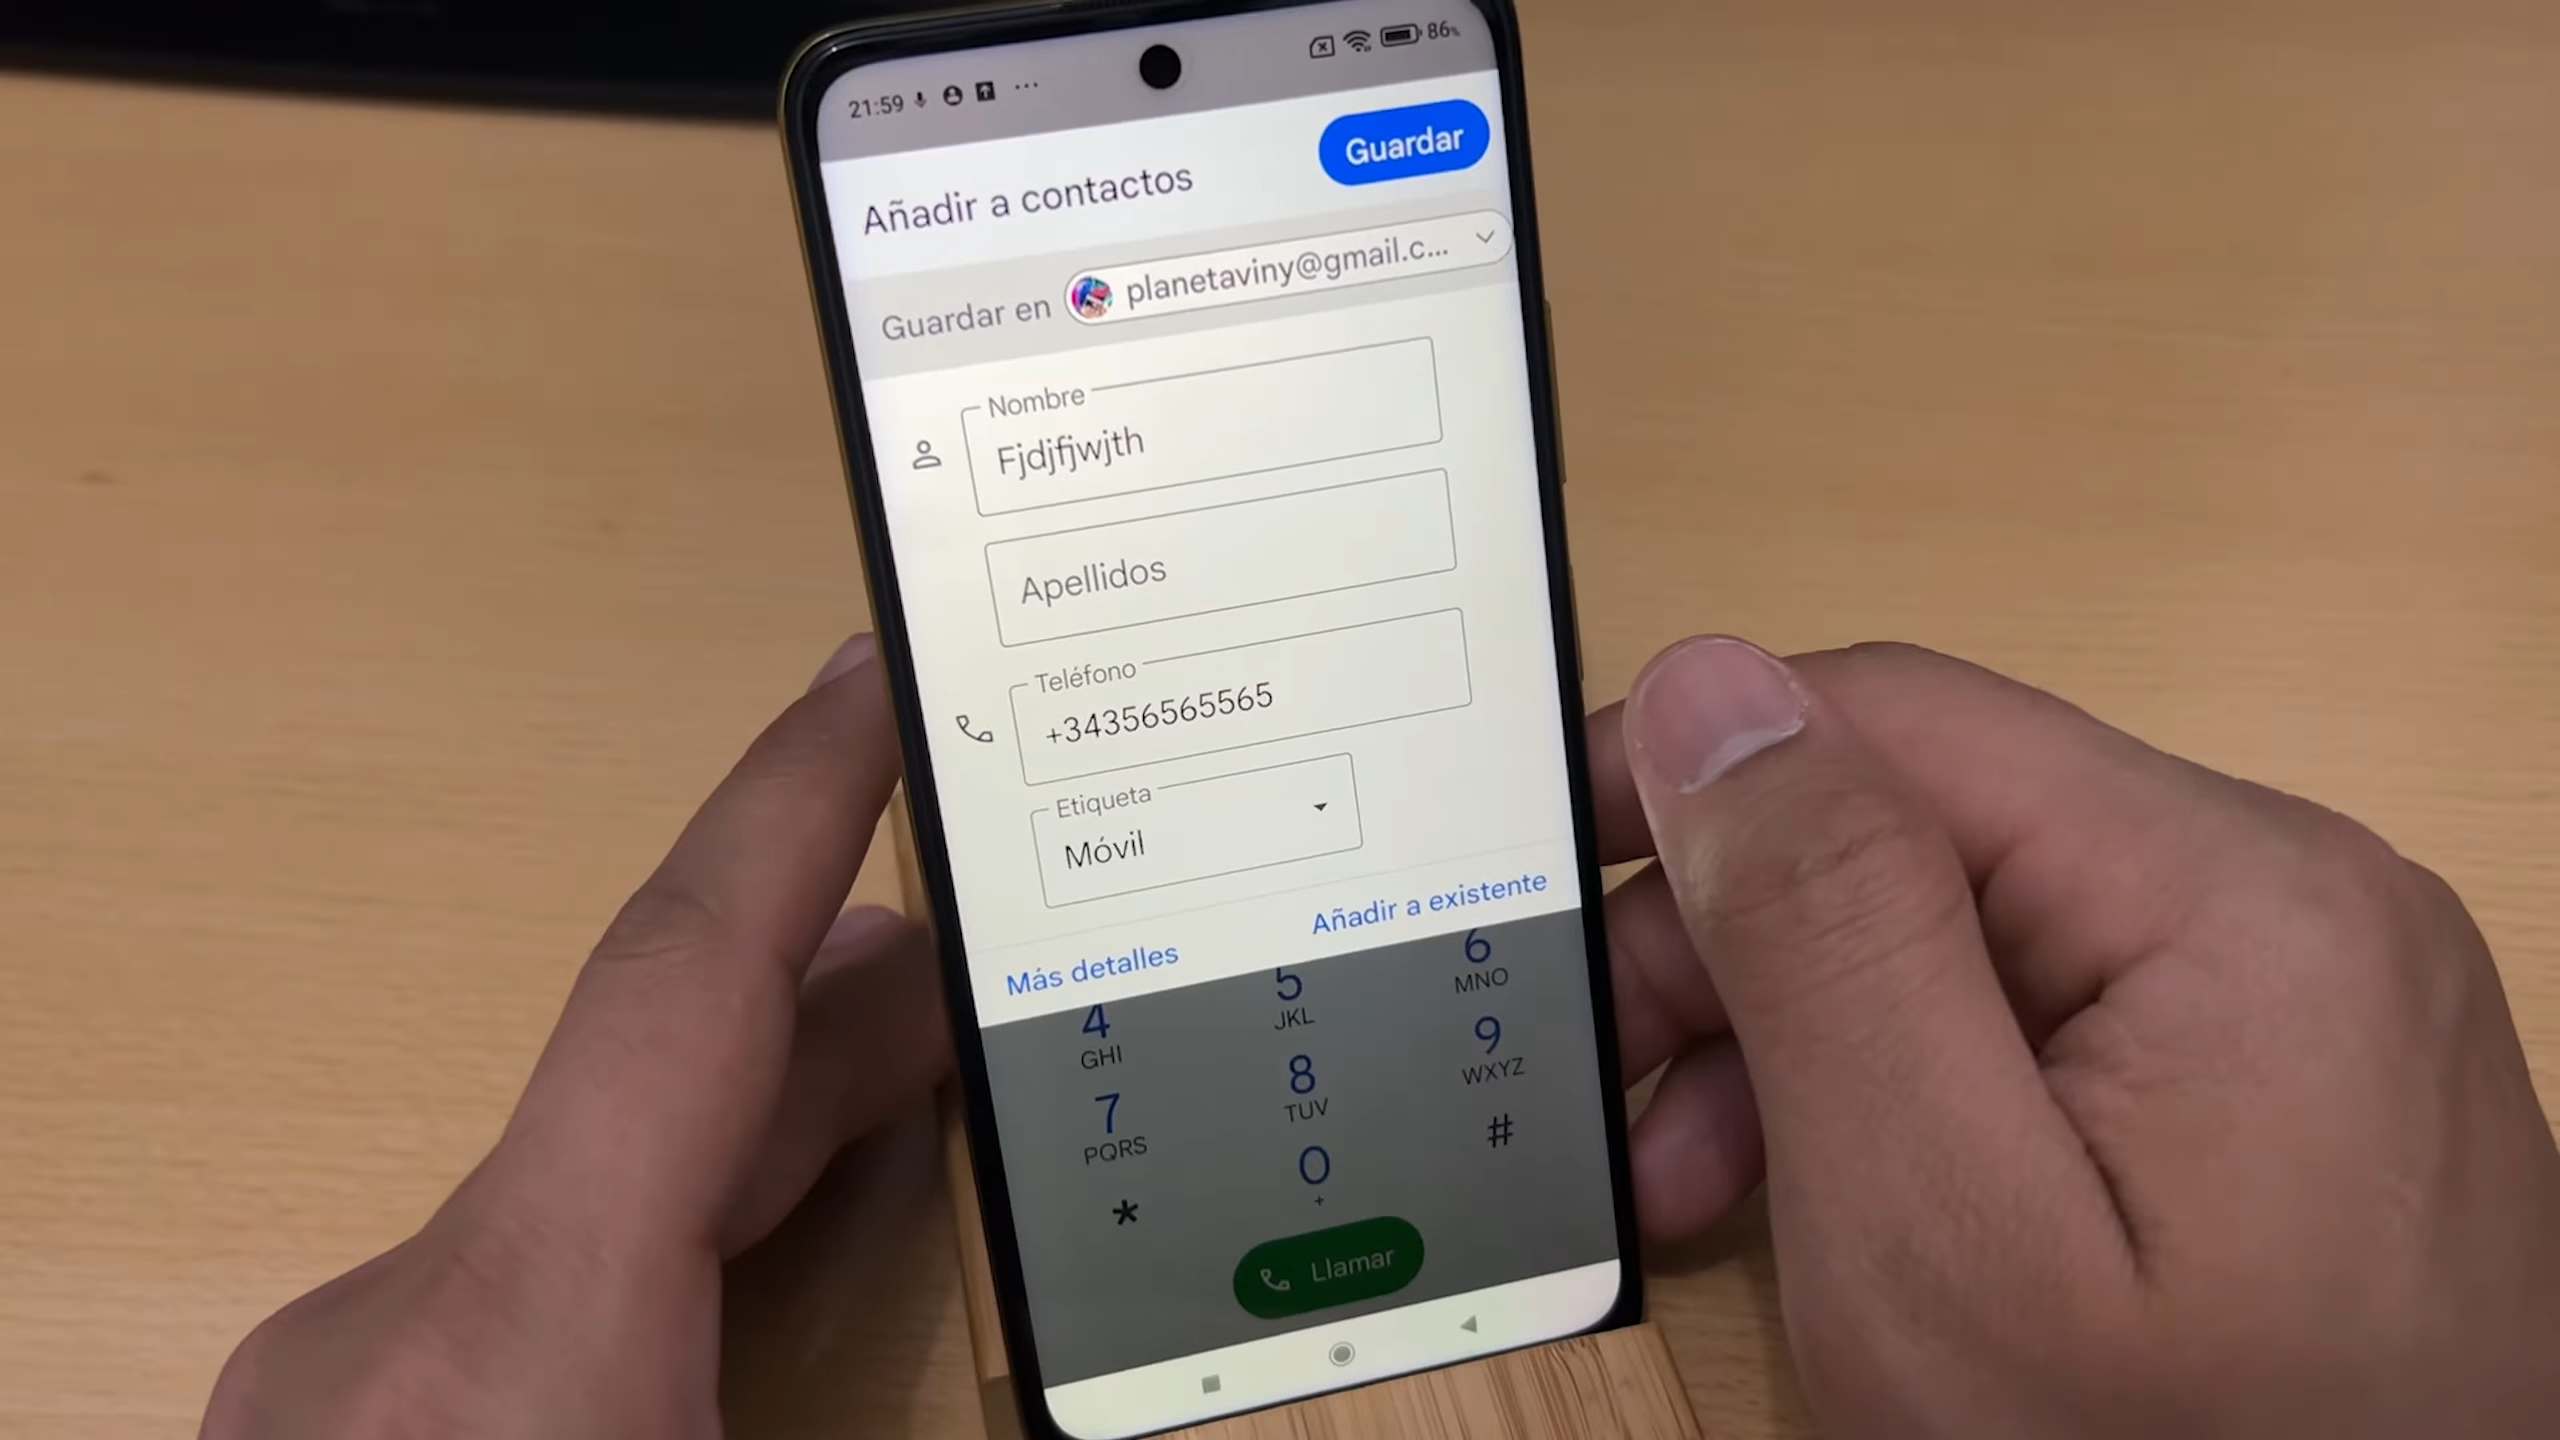 21:59 ... 86%
Añadir a contactos
Guardar
Guardar en planetaviny@gmail.c...
Nombre
Fjdjfjwjth
Apellidos
Teléfono
+34356565565
Etiqueta
Móvil
Más detalles Añadir a existente
4 5 6
GHI JKL MNO
7 8 9
PQRS TUV WXYZ
* 0 #
+
Llamar